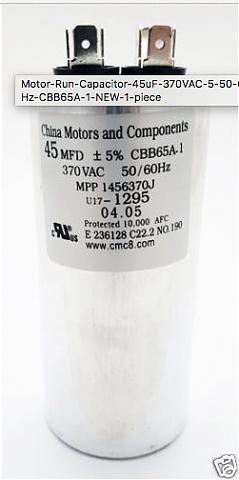 Motor-Run-Capacitor-45uF-370VAC-5-50-
Hz-CBB65A-1-NEW-1-piece
China Motors and Components
45 MFD ± 5% CBB65A-1
370VAC 50/60Hz
MPP 1456370J
U17-1295
04.05
Protected 10,000 AFC
E 236128 C22.2 NO.190
www.cmc8.com
c RU us